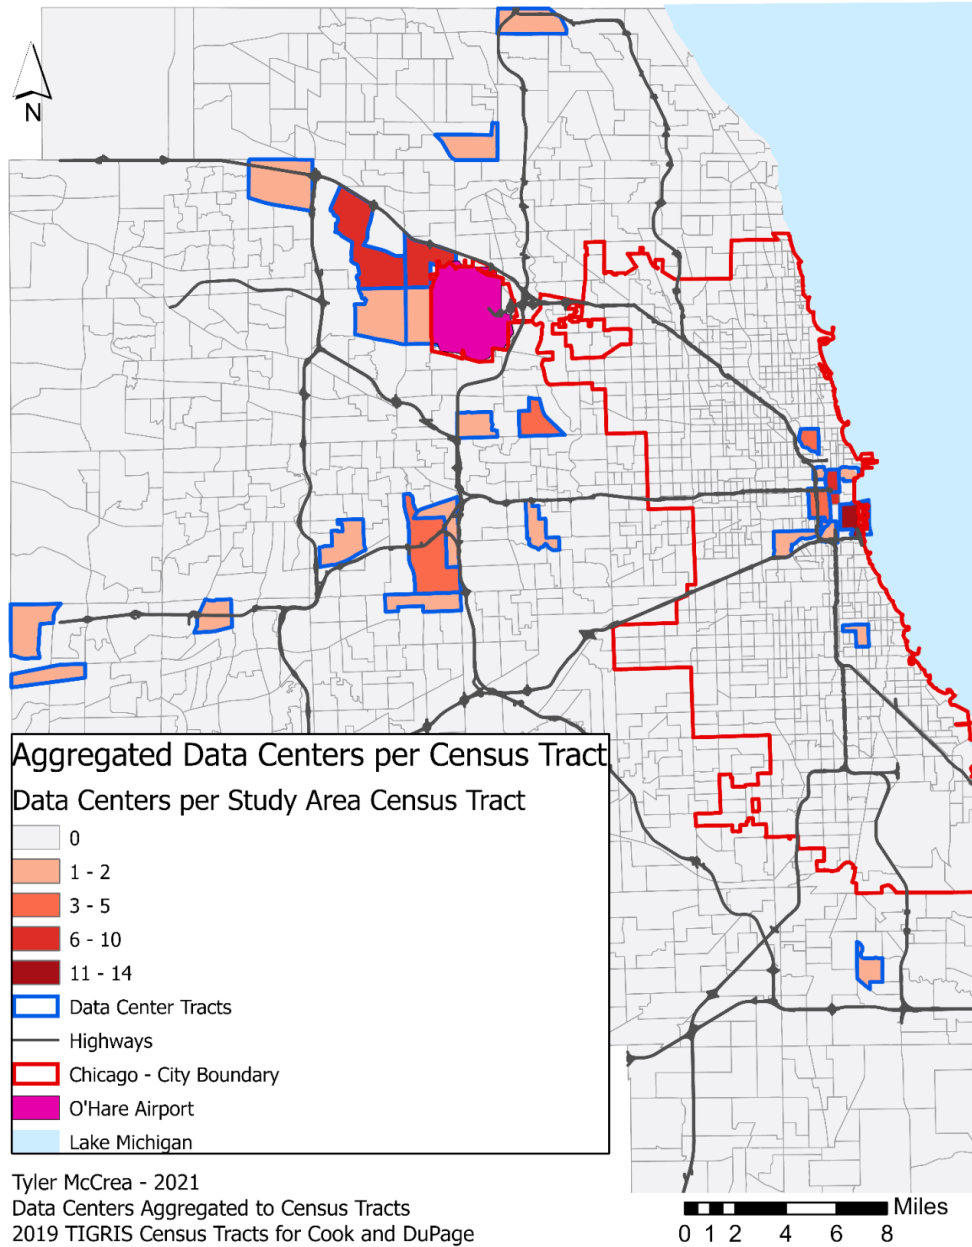 N
Aggregated Data Centers per Census Tract
Data Centers per Study Area Census Tract
0
1 - 2
3 - 5
6 - 10
11 - 14
Data Center Tracts
Highways
Chicago - City Boundary
O'Hare Airport
Lake Michigan
Tyler McCrea - 2021
Data Centers Aggregated to Census Tracts
2019 TIGRIS Census Tracts for Cook and DuPage
Miles
0 1 2 4 6 8